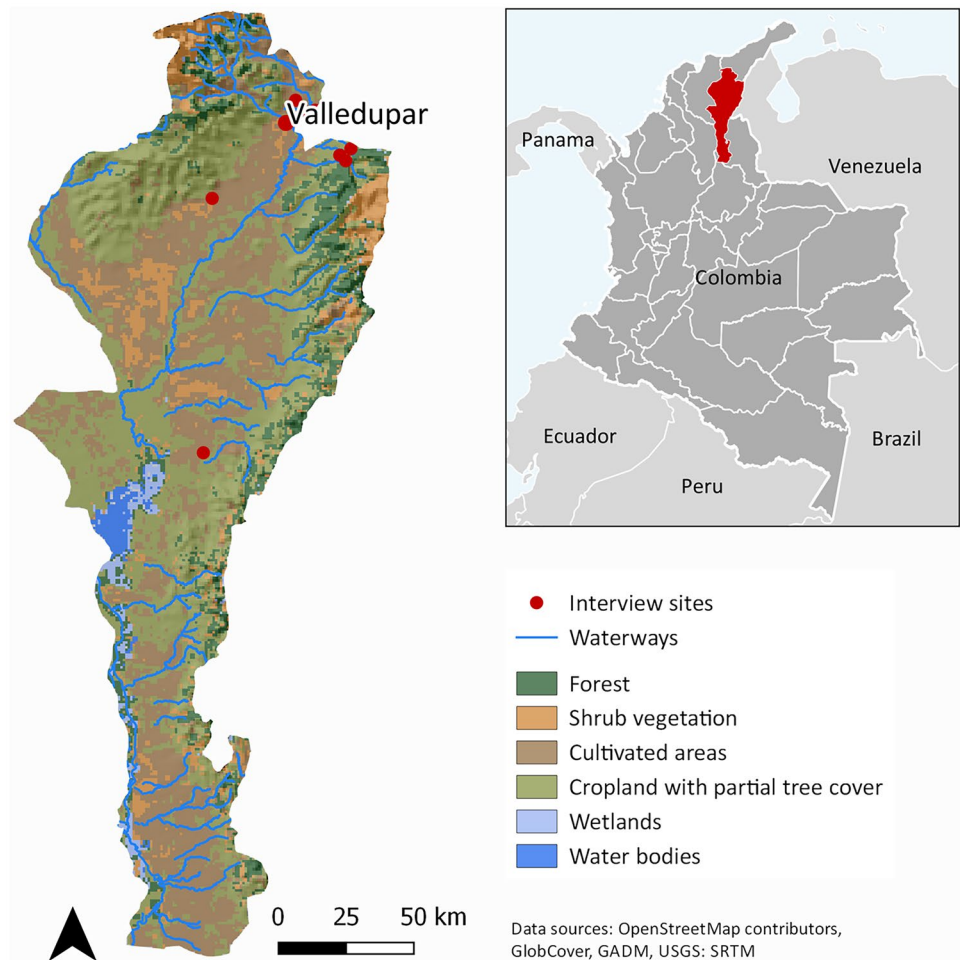 Valledupar
Panama
Venezuela
Colombia
Ecuador
Brazil
Peru
Interview sites
Waterways
Forest
Shrub vegetation
Cultivated areas
Cropland with partial tree cover
Wetlands
Water bodies
0 25 50 km
Data sources: OpenStreetMap contributors,
GlobCover, GADM, USGS: SRTM